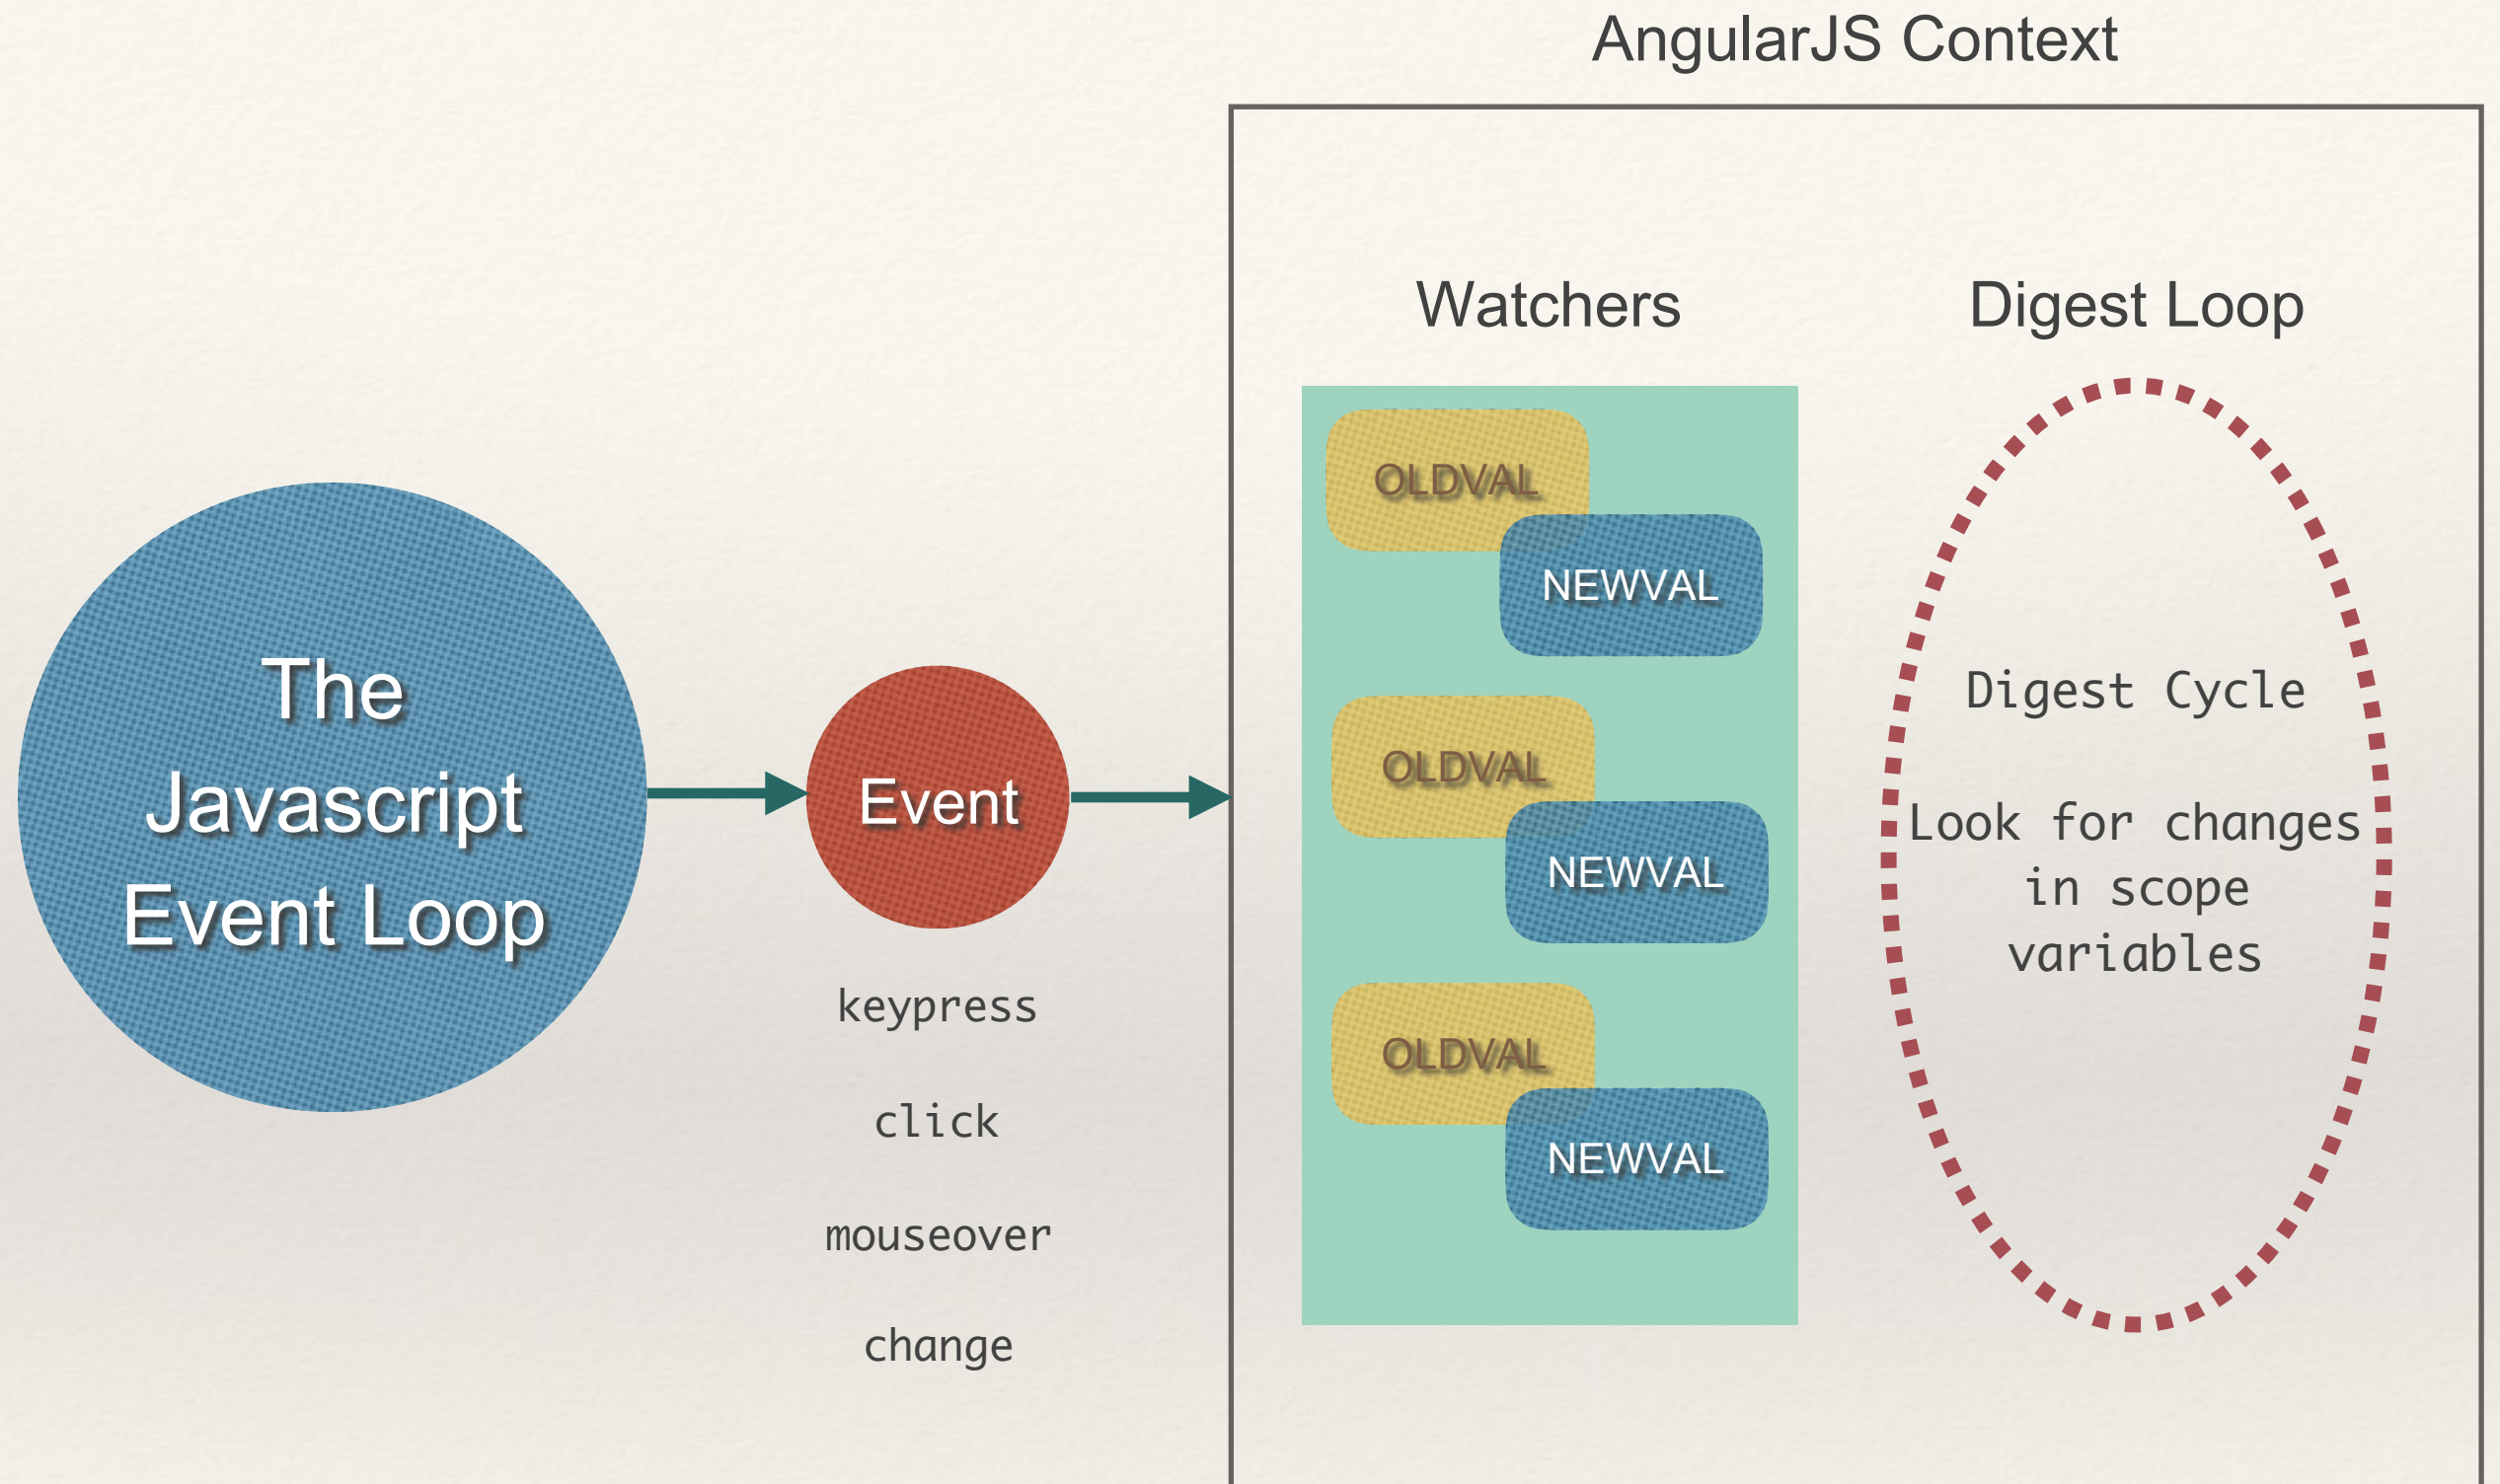 AngularJS Context
The
Javascript
Event Loop
Event
keypress
click
mouseover
change
Watchers
OLDVAL
NEWVAL
OLDVAL
NEWVAL
OLDVAL
NEWVAL
Digest Loop
Digest Cycle
Look for changes
in scope
variables